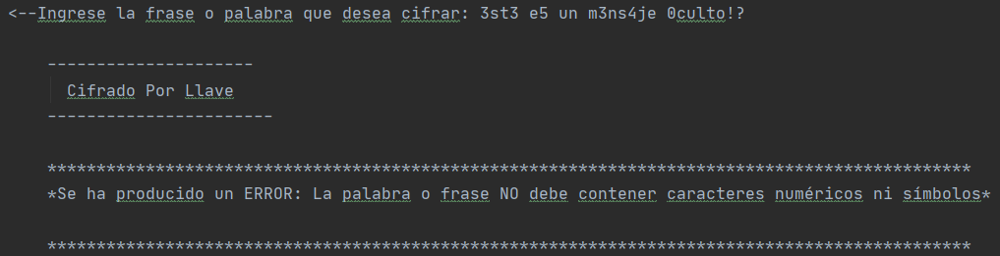 <--Ingrese la frase o palabra que desea cifrar: 3st3 e5 un m3ns4je 0culto!?
---------------------
Cifrado Por Llave
-----------------------
**********************************************************************************************
*Se ha producido un ERROR: La palabra o frase NO debe contener caracteres numéricos ni símbolos*
**********************************************************************************************